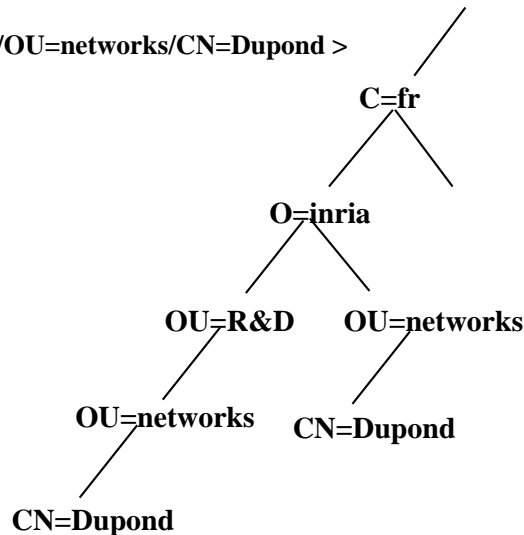 /OU=networks/CN=Dupond >
C=fr
O=inria
OU=R&D OU=networks
OU=networks CN=Dupond
CN=Dupond